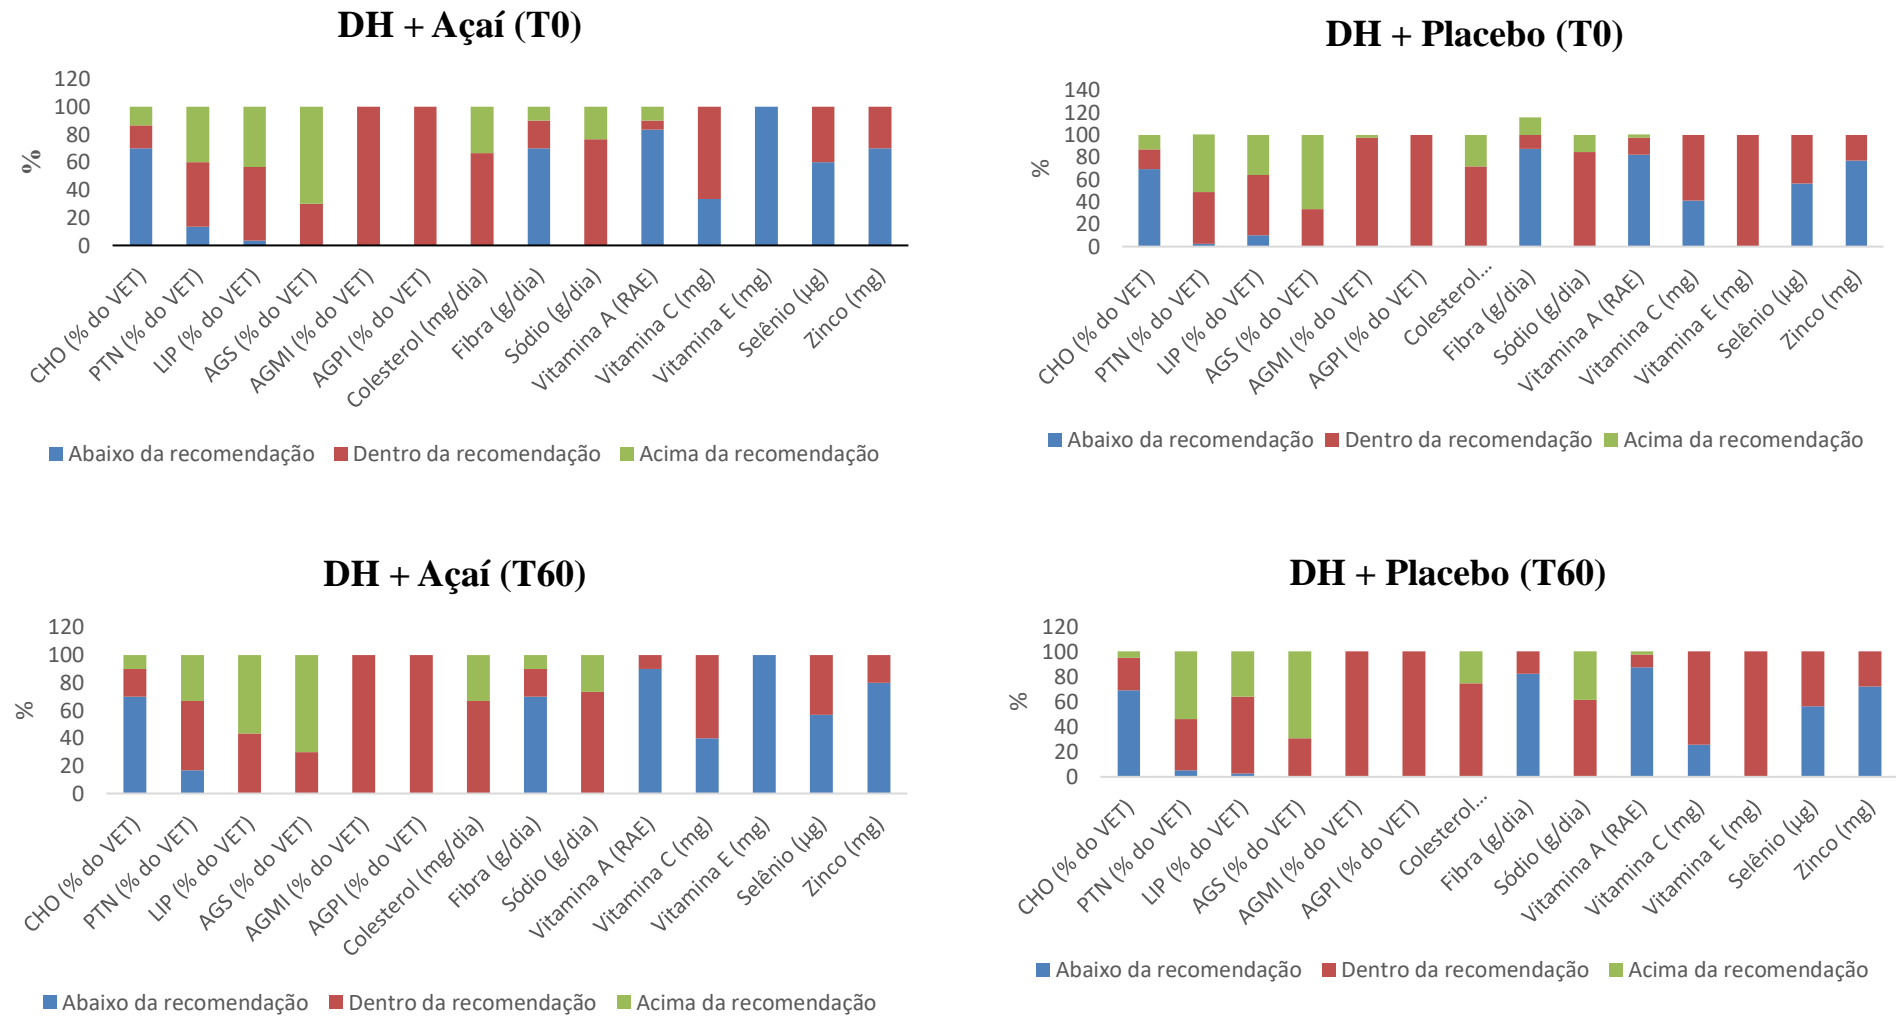 DH + Açaí (T0)
120
100
80
60
40
20
0
%
CHO (% do VET)
PTN (% do VET)
LIP (% do VET)
AGS (% do VET)
AGMI (% do VET)
AGPI (% do VET)
Colesterol (mg/dia)
Fibra (g/dia)
Sódio (g/dia)
Vitamina A (RAE)
Vitamina C (mg)
Vitamina E (mg)
Selênio (µg)
Zinco (mg)
Abaixo da recomendação Dentro da recomendação Acima da recomendação
DH + Placebo (T0)
140
120
100
80
60
40
20
0
%
CHO (% do VET)
PTN (% do VET)
LIP (% do VET)
AGS (% do VET)
AGMI (% do VET)
AGPI (% do VET)
Colesterol...
Fibra (g/dia)
Sódio (g/dia)
Vitamina A (RAE)
Vitamina C (mg)
Vitamina E (mg)
Selênio (µg)
Zinco (mg)
Abaixo da recomendação Dentro da recomendação Acima da recomendação
DH + Açaí (T60)
120
100
80
60
40
20
0
%
CHO (% do VET)
PTN (% do VET)
LIP (% do VET)
AGS (% do VET)
AGMI (% do VET)
AGPI (% do VET)
Colesterol (mg/dia)
Fibra (g/dia)
Sódio (g/dia)
Vitamina A (RAE)
Vitamina C (mg)
Vitamina E (mg)
Selênio (µg)
Zinco (mg)
Abaixo da recomendação Dentro da recomendação Acima da recomendação
DH + Placebo (T60)
120
100
80
60
40
20
0
%
CHO (% do VET)
PTN (% do VET)
LIP (% do VET)
AGS (% do VET)
AGMI (% do VET)
AGPI (% do VET)
Colesterol...
Fibra (g/dia)
Sódio (g/dia)
Vitamina A (RAE)
Vitamina C (mg)
Vitamina E (mg)
Selênio (µg)
Zinco (mg)
Abaixo da recomendação Dentro da recomendação Acima da recomendação